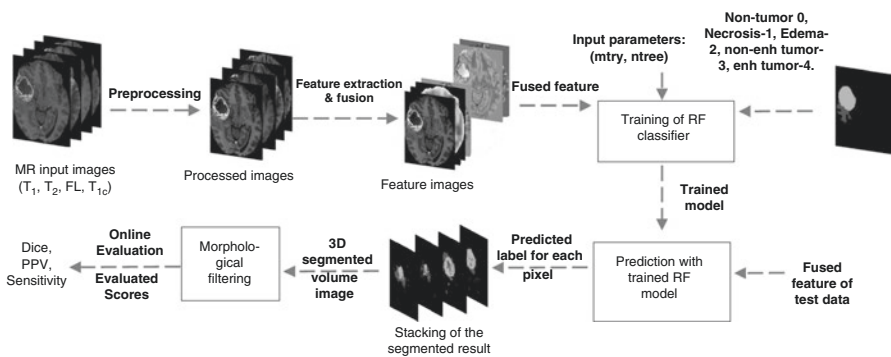 Preprocessing
MR input images
(T1, T2, FL, T1c)
Processed images
Feature extraction
& fusion
Feature images
Fused feature
Input parameters:
(mtry, ntree)
Non-tumor 0,
Necrosis-1, Edema-
2, non-enh tumor-
3, enh tumor-4.
Training of RF
classifier
Trained
model
Prediction with
trained RF
model
Fused
feature of
test data
Predicted
label for each
pixel
Stacking of the
segmented result
3D
segmented
volume
image
Morpholo-
gical
filtering
Online
Evaluation
Evaluated
Scores
Dice,
PPV,
Sensitivity